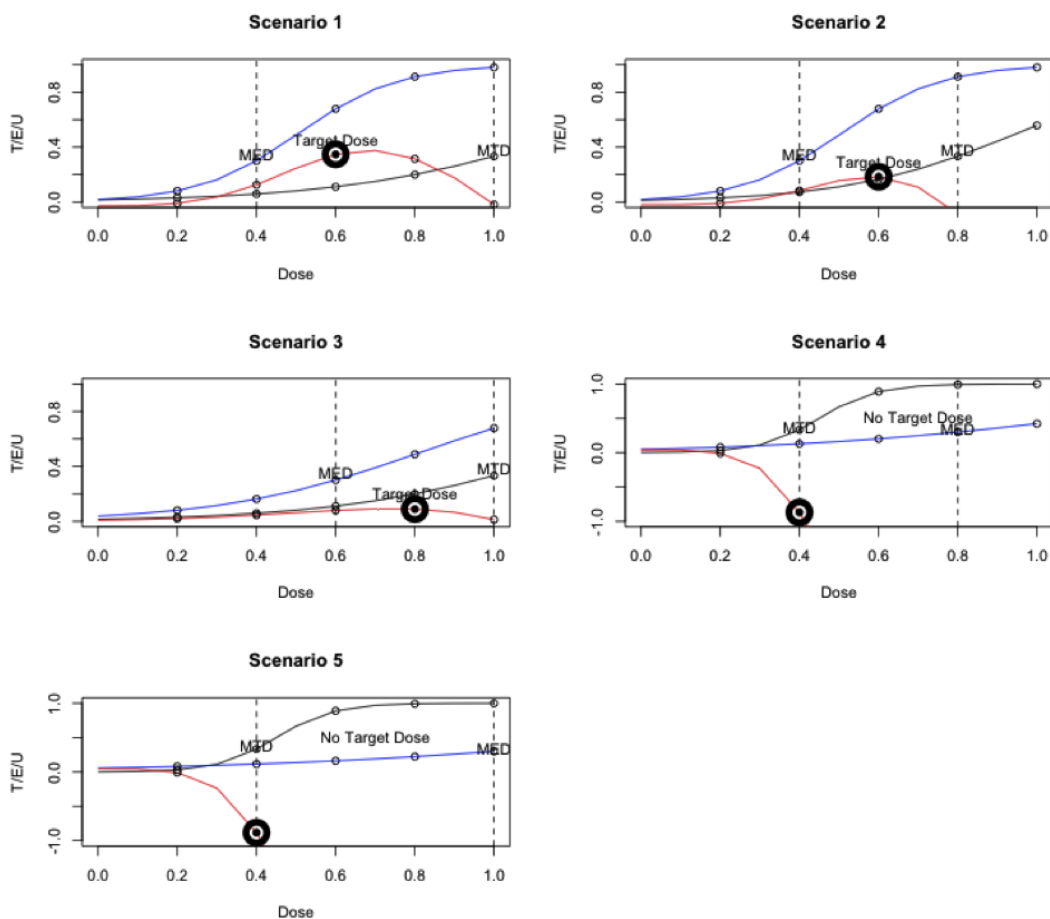 Scenario 1
T/E/U
0.0 0.4 0.8
MED
Target Dose
MTD
0.0 0.2 0.4 0.6 0.8 1.0
Dose
Scenario 2
T/E/U
0.0 0.4 0.8
MED
Target Dose
MTD
0.0 0.2 0.4 0.6 0.8 1.0
Dose
Scenario 3
T/E/U
0.0 0.4 0.8
MED
Target Dose
MTD
0.0 0.2 0.4 0.6 0.8 1.0
Dose
Scenario 4
T/E/U
-1.0 0.0 1.0
MTD
No Target Dose
MED
0.0 0.2 0.4 0.6 0.8 1.0
Dose
Scenario 5
T/E/U
-1.0 0.0 1.0
MTD
No Target Dose
MED
0.0 0.2 0.4 0.6 0.8 1.0
Dose